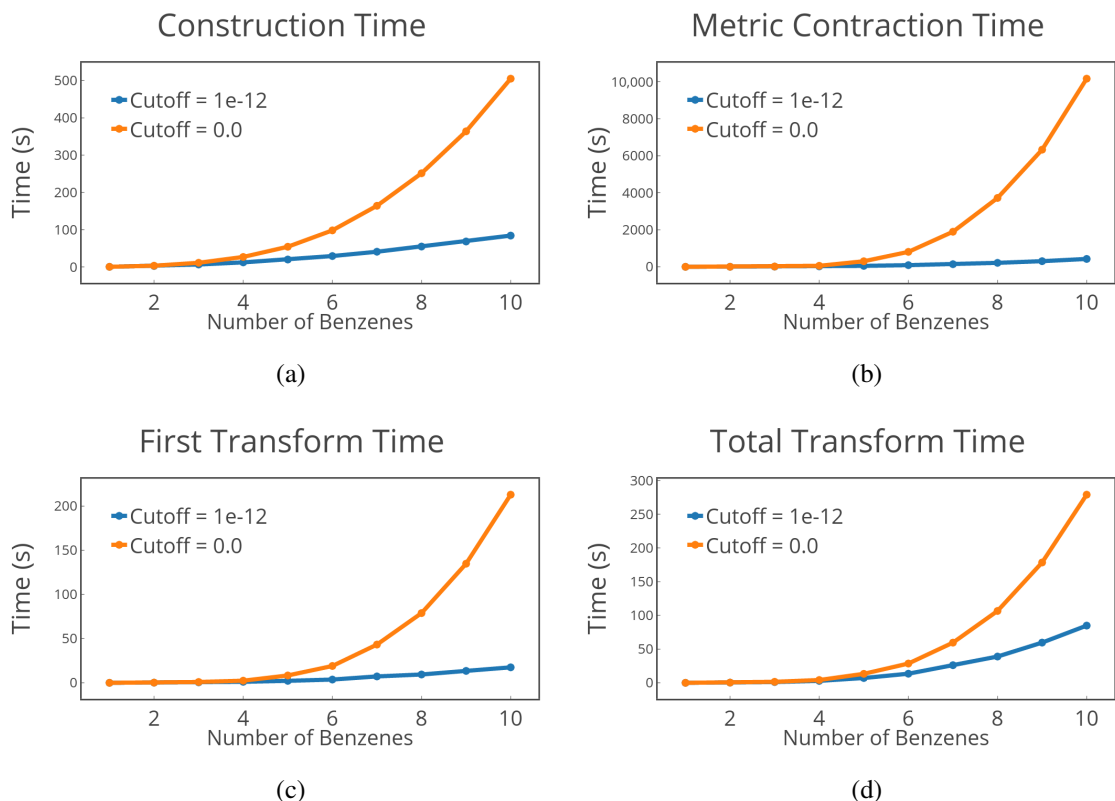 Construction Time
Time (s)
500
400
300
200
100
0
Cutoff = 1e-12
Cutoff = 0.0
2 4 6 8 10
Number of Benzenes
(a)
Metric Contraction Time
Time (s)
10,000
8000
6000
4000
2000
0
Cutoff = 1e-12
Cutoff = 0.0
2 4 6 8 10
Number of Benzenes
(b)
First Transform Time
Time (s)
200
150
100
50
0
Cutoff = 1e-12
Cutoff = 0.0
2 4 6 8 10
Number of Benzenes
(c)
Total Transform Time
Time (s)
300
250
200
150
100
50
0
Cutoff = 1e-12
Cutoff = 0.0
2 4 6 8 10
Number of Benzenes
(d)